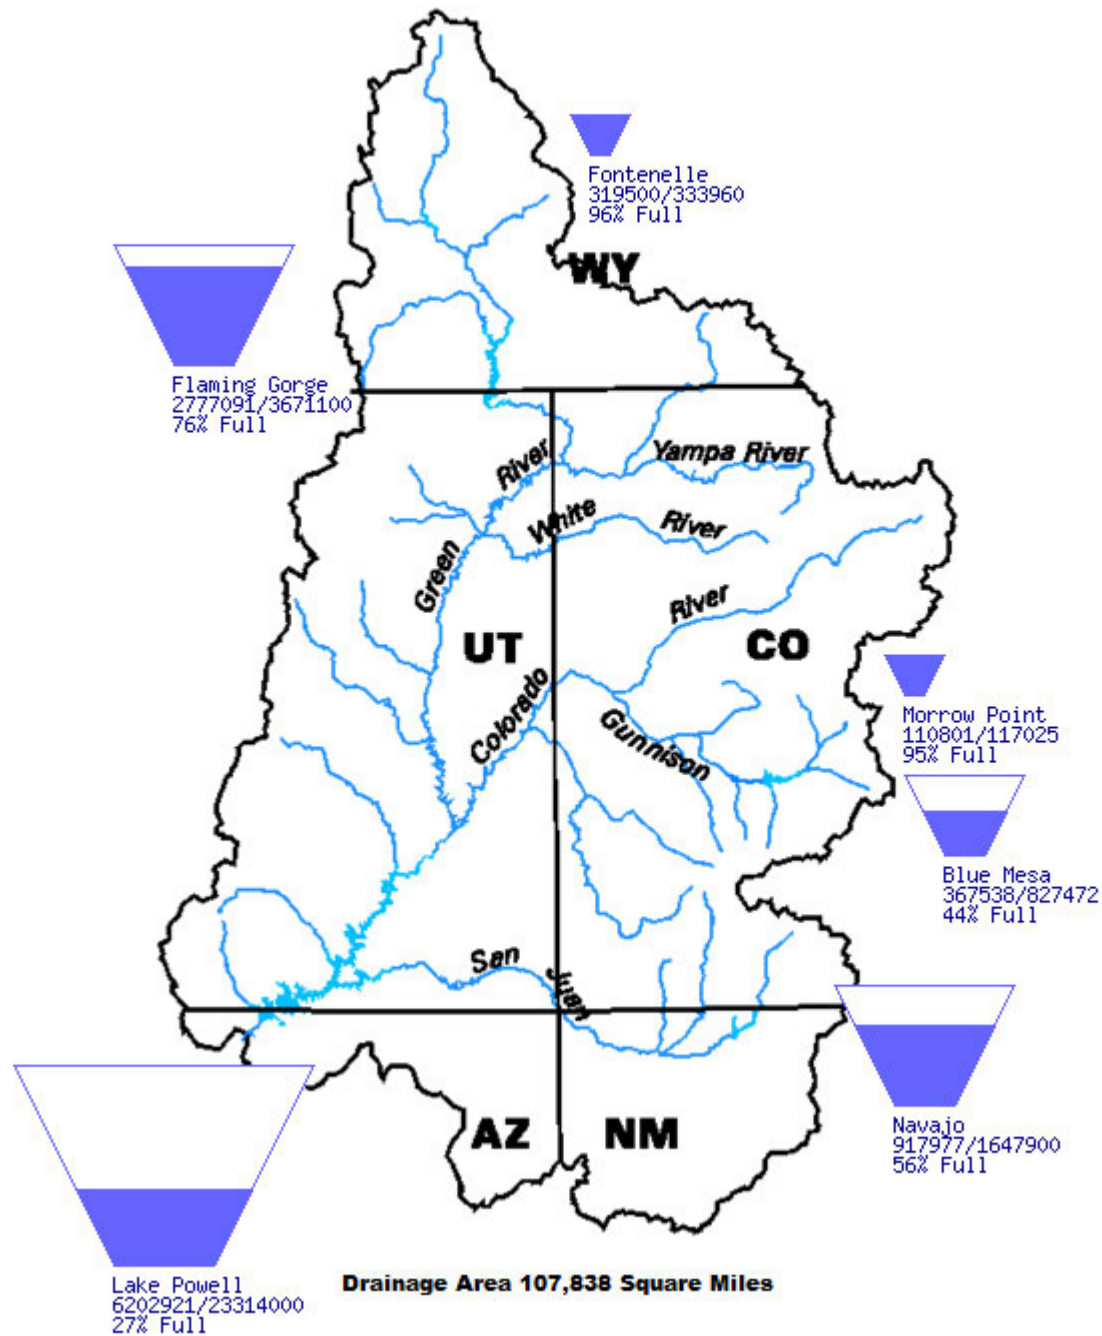 Fontenelle
319500/333960
96% Full
WY
Flaming Gorge
2777091/3671100
76% Full
Yampa River
River
White
River
Green
River
UT
CO
Colorado
Gunnison
Morrow Point
110801/117025
95% Full
Blue Mesa
367538/827472
44% Full
San
Juan
AZ
NM
Navajo
917977/1647900
56% Full
Lake Powell
6202921/23314000
27% Full
Drainage Area 107,838 Square Miles